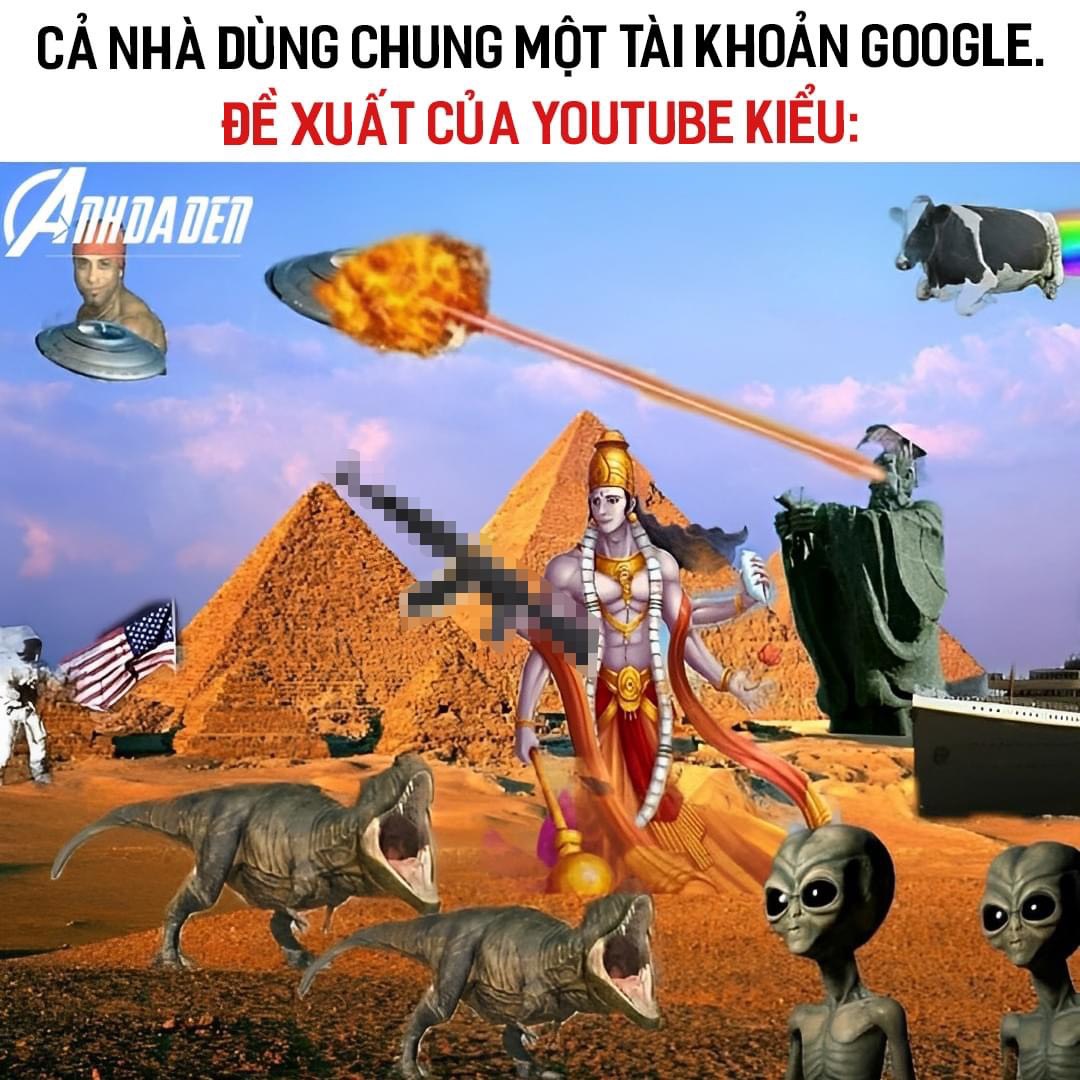 CẢ NHÀ DÙNG CHUNG MỘT TÀI KHOẢN GOOGLE.
ĐỀ XUẤT CỦA YOUTUBE KIỂU:
ANHDADEN